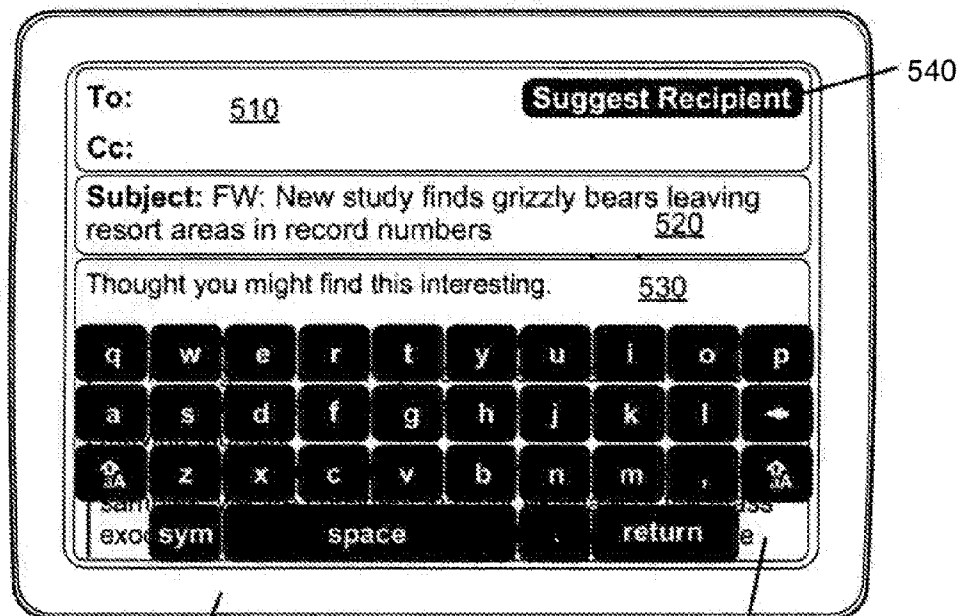 540
To: 510 Suggest Recipient
Cc:
Subject: FW: New study finds grizzly bears leaving
resort areas in record numbers 520
Thought you might find this interesting. 530
q w e r t y u i o p
a s d f g h j k l
z x c v b n m ,
sym space . return